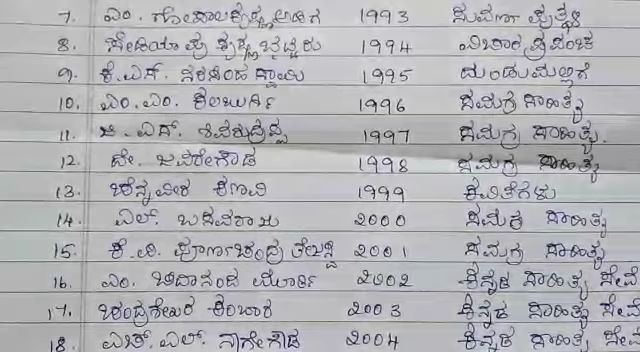 7. ಎಂ. ಗೋಪಾಲಕೃಷ್ಣ ಅಡಿಗ 1993 ಸುವರ್ಣ ಪುತ್ಥಳಿ
8. ಸೇಡಿಯಾಪು ಕೃಷ್ಣ ಭಟ್ಟರು 1994 ವಿಚಾರ ಪ್ರಪಂಚ
9. ಕೆ.ಎಸ್. ನರಸಿಂಹ ಸ್ವಾಮಿ 1995 ದುಂಡುಮಲ್ಲಿಗೆ
10. ಎಂ.ಎಂ. ಕಲಬುರ್ಗಿ 1996 ಸಮಗ್ರ ಸಾಹಿತ್ಯ
11. ಜಿ.ಎಸ್. ಶಿವರುದ್ರಪ್ಪ 1997 ಸಮಗ್ರ ಸಾಹಿತ್ಯ.
12. ದೇ. ಜವರೇಗೌಡ 1998 ಸಮಗ್ರ ಸಾಹಿತ್ಯ
13. ಚೆನ್ನವೀರ ಕಣವಿ 1999 ಕವಿತೆಗಳು
14. ಎಲ್. ಬಸವರಾಜು 2000 ಸಮಗ್ರ ಸಾಹಿತ್ಯ
15. ಕೆ.ಪಿ. ಪೂರ್ಣಚಂದ್ರ ತೇಜಸ್ವಿ 2001 ಸಮಗ್ರ ಸಾಹಿತ್ಯ
16. ಎಂ. ಚಿದಾನಂದ ಮೂರ್ತಿ 2002 ಕನ್ನಡ ಸಾಹಿತ್ಯ ಸೇವೆ
17. ಚಂದ್ರಶೇಖರ ಕಂಬಾರ 2003 ಕನ್ನಡ ಸಾಹಿತ್ಯ ಸೇವೆ
18. ಎಚ್.ಎಲ್. ನಾಗೇಗೌಡ 2004 ಕನ್ನಡ ಸಾಹಿತ್ಯ ಸೇವೆ